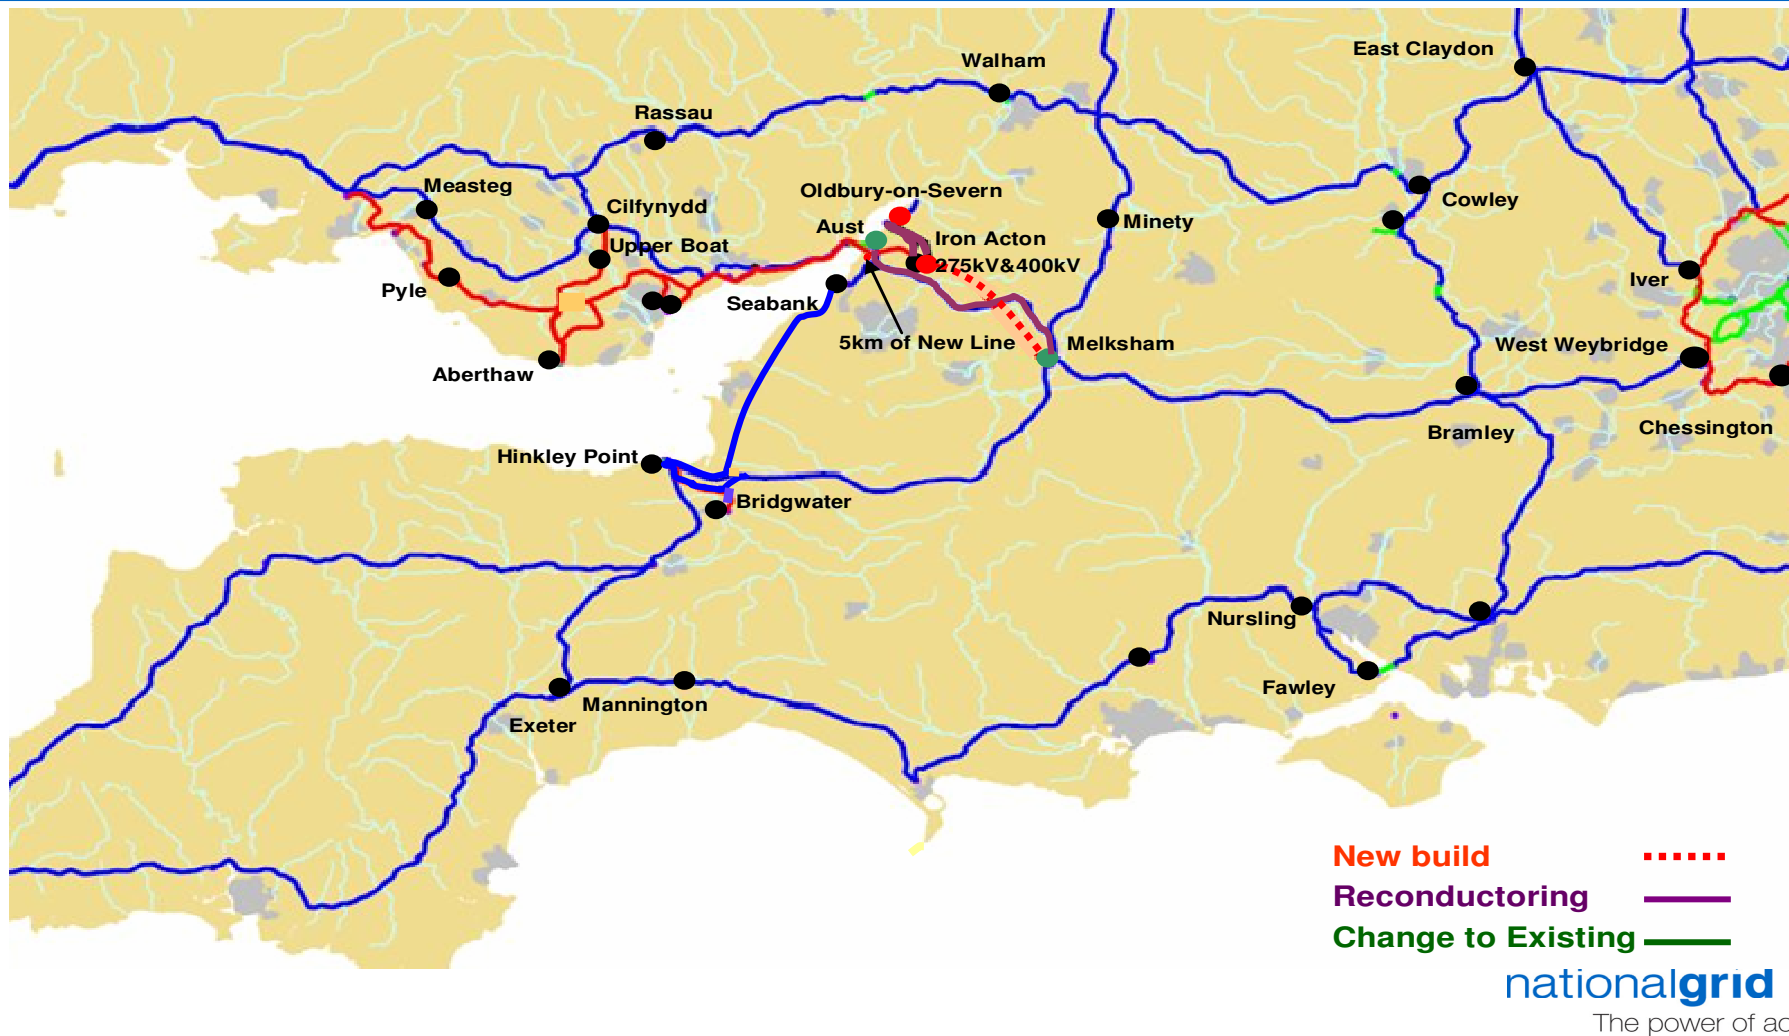 East Claydon
Walham
Rassau
Measteg
Oldbury-on-Severn
Cilfynydd
Cowley
Aust
Minety
Iron Acton
Upper Boat
275kV&400kV
Iver
Pyle
Seabank
5km of New Line
Melksham
West Weybridge
Aberthaw
Bramley
Chessington
Hinkley Point
Bridgwater
Nursling
Fawley
Mannington
Exeter
New build
Reconductoring
Change to Existing
nationalgrid
The power of ac